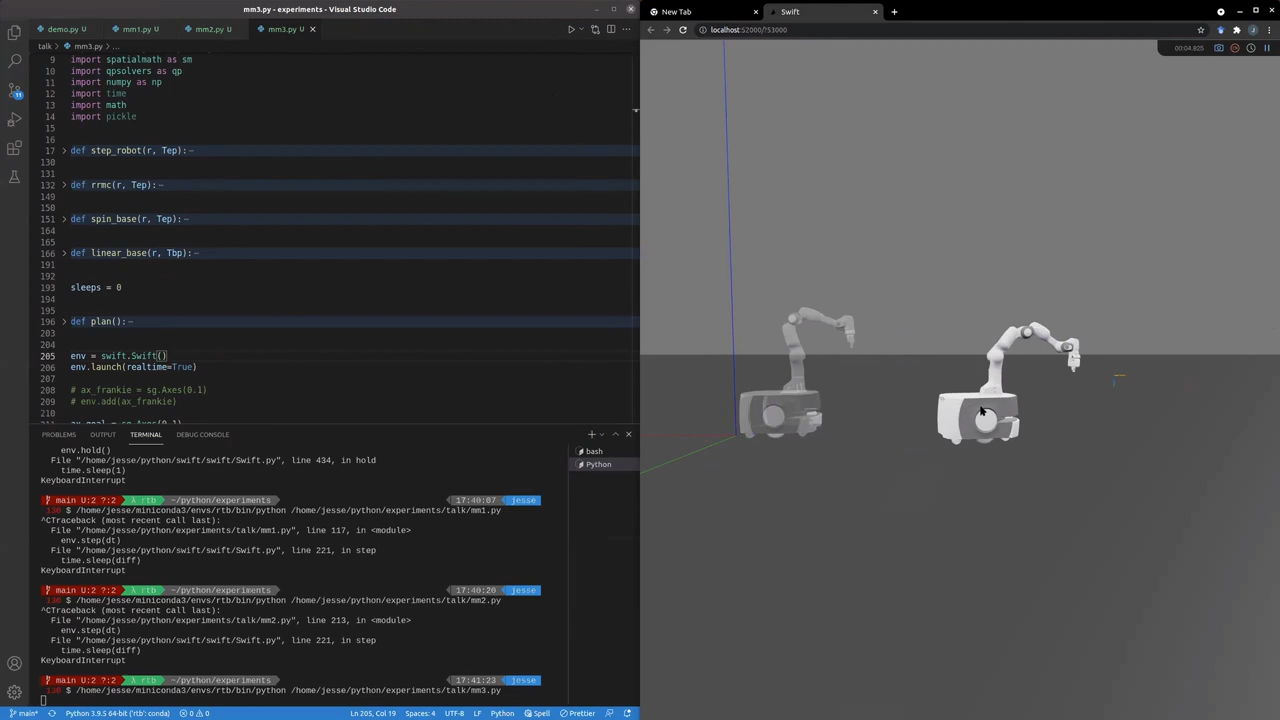 mm3.py - experiments - Visual Studio Code
demo.py U
mm1.py U
mm2.py U
mm3.py U
talk > mm3.py > ...
9 import spatialmath as sm
10 import qpsolvers as qp
11 import numpy as np
12 import time
13 import math
14 import pickle
15
16
17 def step_robot(r, Tep):
130
131
132 rrmc(r, Tep):
149
150
151 def spin_base(r, Tep):
164
165
166 def linear_base(r, Tbp):
191
192
193 sleeps = 0
194
195
196 def plan():
203
204
205 env = swift.Swift()
206 env.launch(realtime=True)
207
208 # ax_frankie = sg.Axes(0.1)
209 # env.add(ax_frankie)
210
211 ax_goal = sg.Axes(0.1)
PROBLEMS OUTPUT TERMINAL DEBUG CONSOLE
bash
Python
env.hold()
File "/home/jesse/python/swift/swift/Swift.py", line 434, in hold
time.sleep(1)
KeyboardInterrupt
main U:2 ?:2 λ rtb ~/python/experiments 17:40:07 jesse
130 $ /home/jesse/miniconda3/envs/rtb/bin/python /home/jesse/python/experiments/talk/mm1.py
^CTraceback (most recent call last):
File "/home/jesse/python/experiments/talk/mm1.py", line 117, in <module>
env.step(dt)
File "/home/jesse/python/swift/swift/Swift.py", line 221, in step
time.sleep(diff)
KeyboardInterrupt
main U:2 ?:2 λ rtb ~/python/experiments 17:40:20 jesse
130 $ /home/jesse/miniconda3/envs/rtb/bin/python /home/jesse/python/experiments/talk/mm2.py
^CTraceback (most recent call last):
File "/home/jesse/python/experiments/talk/mm2.py", line 213, in <module>
env.step(dt)
File "/home/jesse/python/swift/swift/Swift.py", line 221, in step
time.sleep(diff)
KeyboardInterrupt
main U:2 ?:2 λ rtb ~/python/experiments 17:41:23 jesse
130 $ /home/jesse/miniconda3/envs/rtb/bin/python /home/jesse/python/experiments/talk/mm3.py
11
main* Python 3.9.5 64-bit ('rtb': conda) 0 0 Ln 205, Col 19 Spaces: 4 UTF-8 LF Python Spell Prettier
New Tab
Swift
localhost:52000/?53000
J
00:04.825